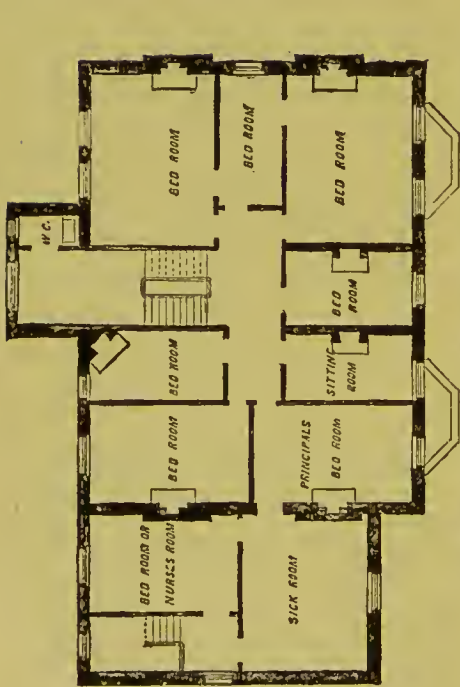 W.C.
BED ROOM
BED ROOM
BED ROOM
BED ROOM
BED
ROOM
BED ROOM
SITTING
ROOM
PRINCIPALS
BED ROOM
BED ROOM OR
NURSES ROOM
SICK ROOM